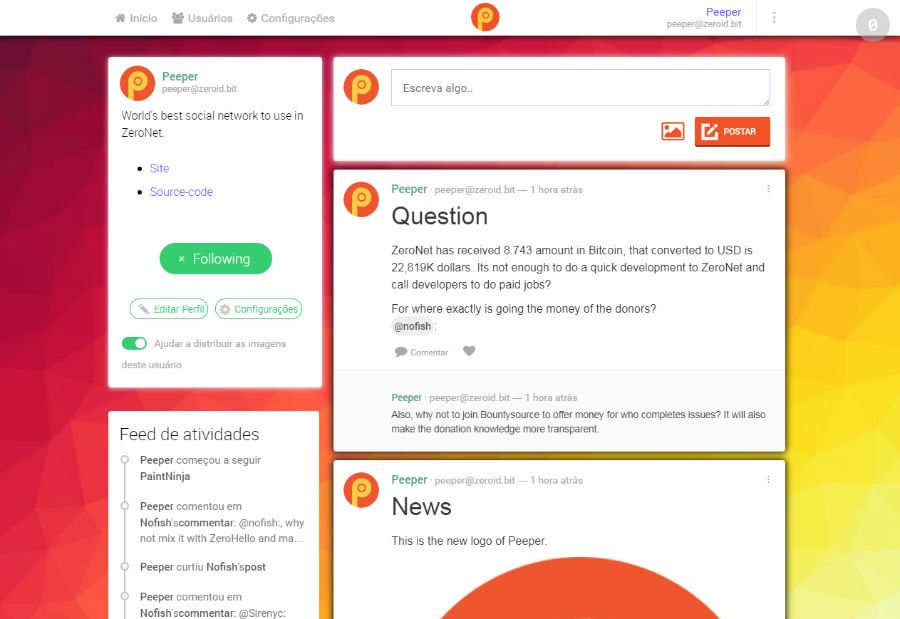 Início Usuários Configurações
Peeper
peeper@zeroid.bit
0
Peeper
peeper@zeroid.bit
World's best social network to use in
ZeroNet.
Site
Source-code
× Following
Editar Perfil Configurações
Ajudar a distribuir as imagens
deste usuário
Feed de atividades
Peeper começou a seguir
PaintNinja
Peeper comentou em
Nofish'scommentar: @nofish:, why
not mix it with ZeroHello and ma...
Peeper curtiu Nofish'spost
Peeper comentou em
Nofish'scommentar: @Sirenyc:
Escreva algo..
POSTAR
Peeper · peeper@zeroid.bit — 1 hora atràs
Question
ZeroNet has received 8.743 amount in Bitcoin, that converted to USD is
22,819K dollars. Its not enough to do a quick development to ZeroNet and
call developers to do paid jobs?
For where exactly is going the money of the donors?
@nofish :
Comentar
Peeper · peeper@zeroid.bit — 1 hora atràs
Also, why not to join Bountysource to offer money for who completes issues? It will also
make the donation knowledge more transparent.
Peeper · peeper@zeroid.bit — 1 hora atràs
News
This is the new logo of Peeper.